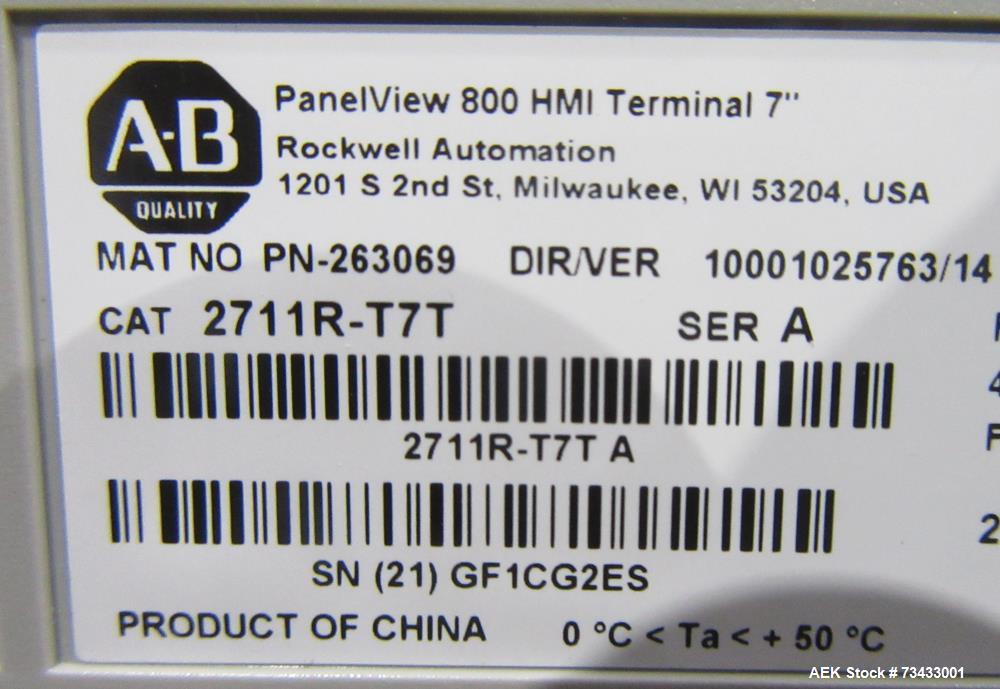 A-B
QUALITY
PanelView 800 HMI Terminal 7"
Rockwell Automation
1201 S 2nd St, Milwaukee, WI 53204, USA
MAT NO PN-263069 DIR/VER 10001025763/14
CAT 2711R-T7T SER A
2711R-T7T A
SN (21) GF1CG2ES
PRODUCT OF CHINA 0 °C < Ta < + 50 °C
AEK Stock # 73433001